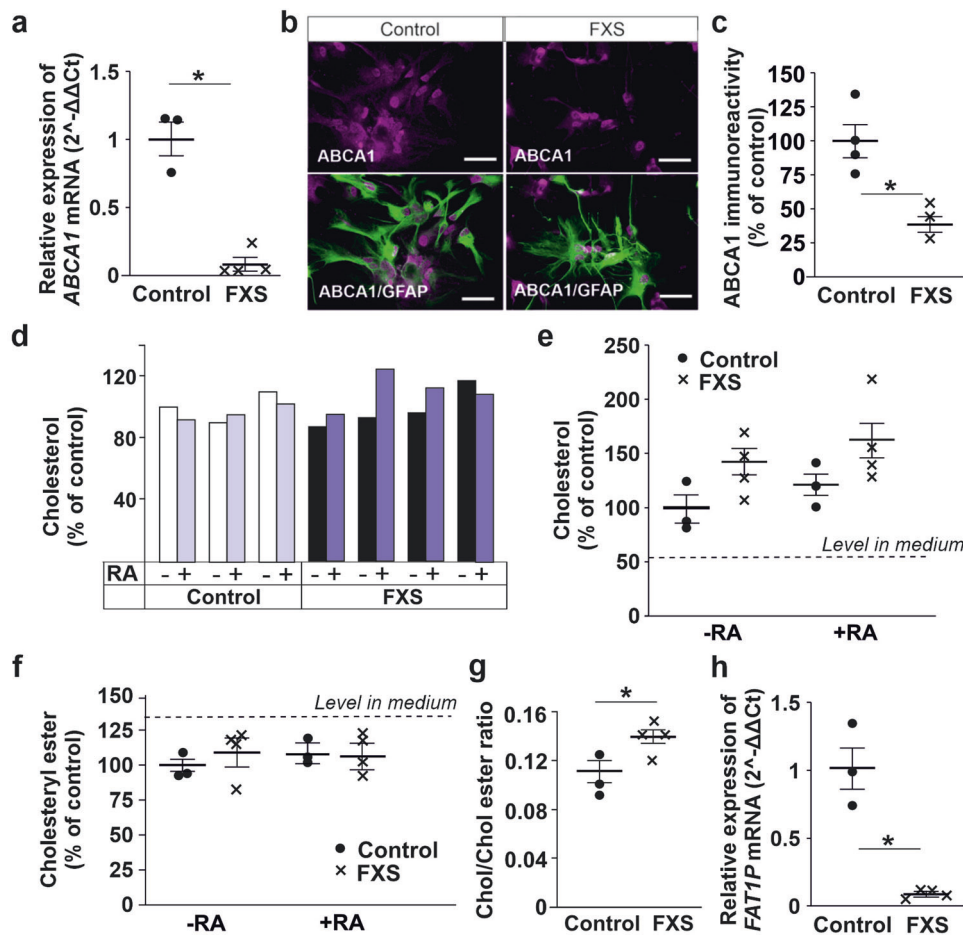 a
Relative expression of
ABCA1 mRNA (2^-ΔΔCt)
1.5
1
0.5
0
*
Control FXS
b
Control FXS
ABCA1 ABCA1
ABCA1/GFAP ABCA1/GFAP
c
ABCA1 immunoreactivity
(% of control)
150
125
100
75
50
25
0
*
Control FXS
d
Cholesterol
(% of control)
120
80
40
RA - + - + - + - + - + - + - +
Control FXS
e
Cholesterol
(% of control)
250
200
150
100
50
0
Control
FXS
Level in medium
-RA +RA
f
Cholesteryl ester
(% of control)
150
125
100
75
50
25
0
Level in medium
Control
FXS
-RA +RA
g
Chol/Chol ester ratio
0.16
0.12
0.08
0.04
0
*
Control FXS
h
Relative expression of
FAT1P mRNA (2^-ΔΔCt)
1.5
1
0.5
0
*
Control FXS